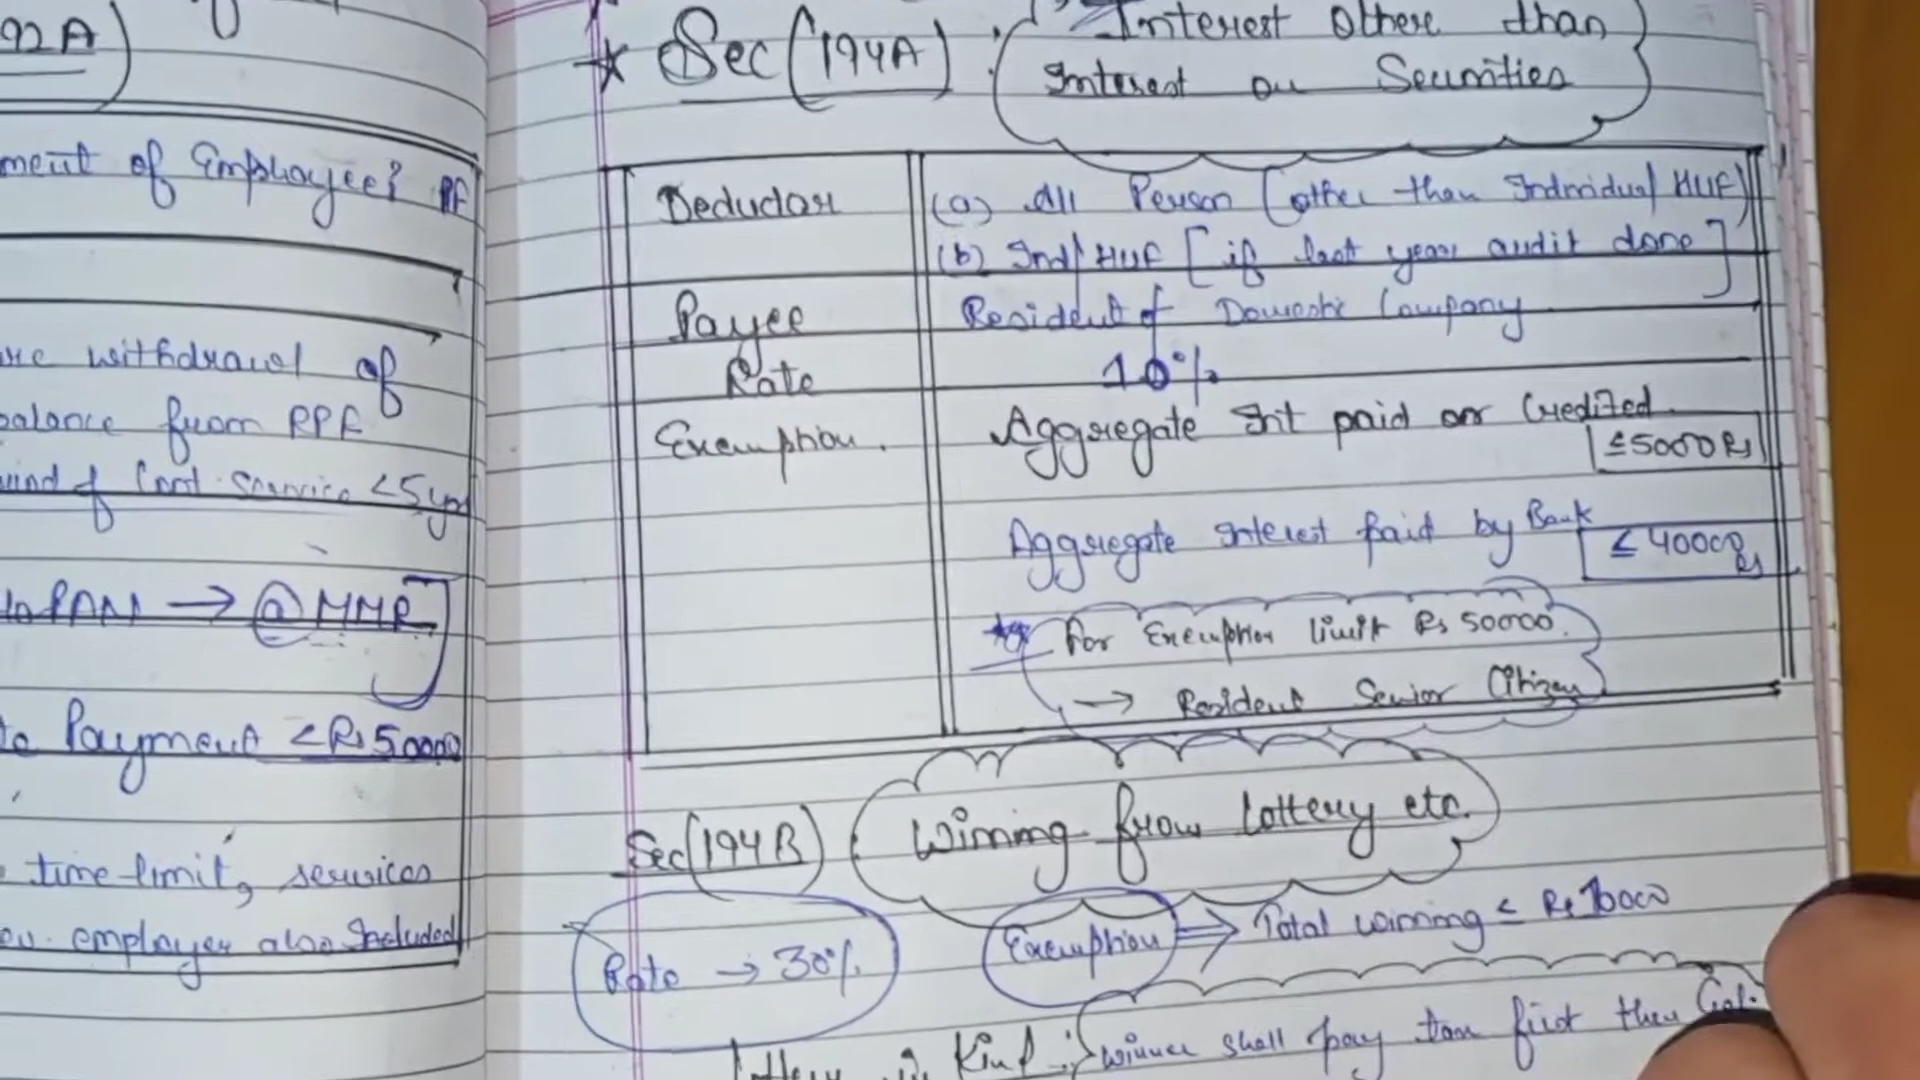 92A)
ment of Employee's PF
withdrawal of
balance from RPF
Cont. Service < 5 yrs
PAN → @ MMR
Payment < Rs 50000
time limit, services
employer also Included
★ Sec (194A) :
Interest Other than
Interest on Securities
Deductor
(a) All Person (other than Individual/HUF)
(b) Ind/HUF [if last year audit done]
Payee
Resident of Domestic Company
Rate
10%
Exemption.
Aggregate Int paid or Credited
≤ 5000 Rs
Aggregate Interest paid by Bank
≤ 40000 Rs
For Exemption limit Rs 50000.
→ Resident Senior Citizen
Sec (194B) :
Winning from Lottery etc.
Rate → 30%
Exemption ⇒ Total winning ≤ Rs 10000
Lottery in Kind :
winner shall pay tax first then